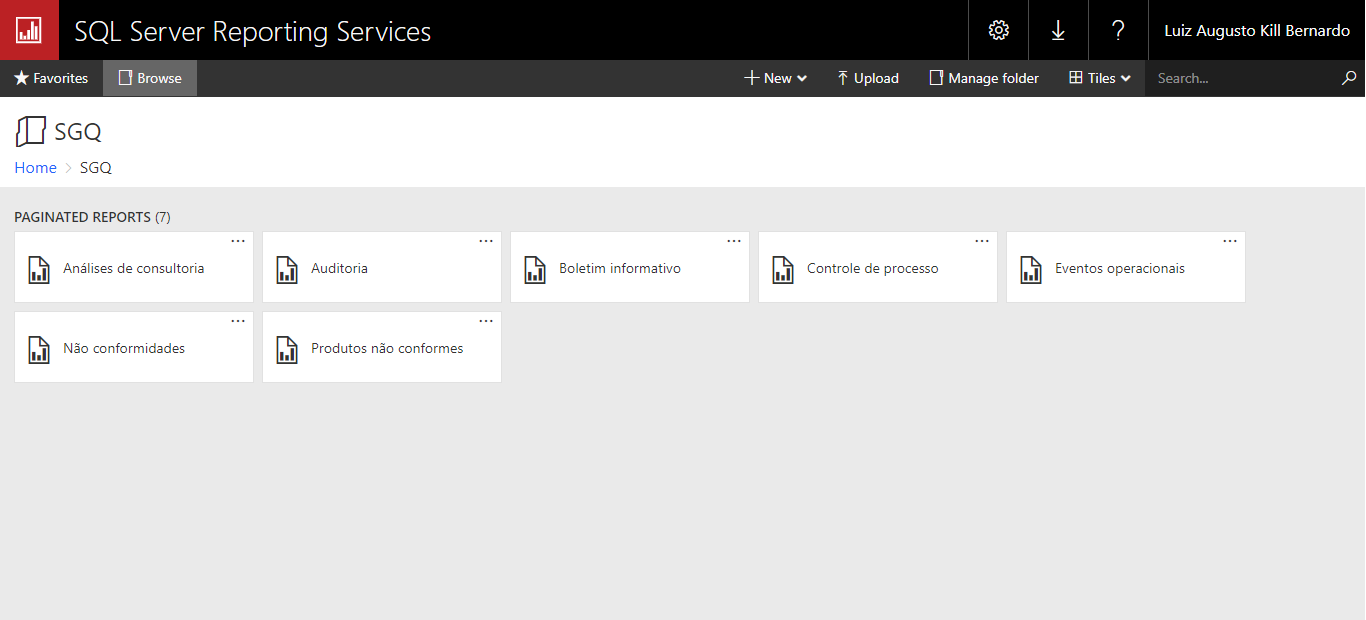 SQL Server Reporting Services
? Luiz Augusto Kill Bernardo
Favorites Browse New Upload Manage folder Tiles Search...
SGQ
Home > SGQ
PAGINATED REPORTS (7)
Análises de consultoria Auditoria Boletim informativo Controle de processo Eventos operacionais
Não conformidades Produtos não conformes